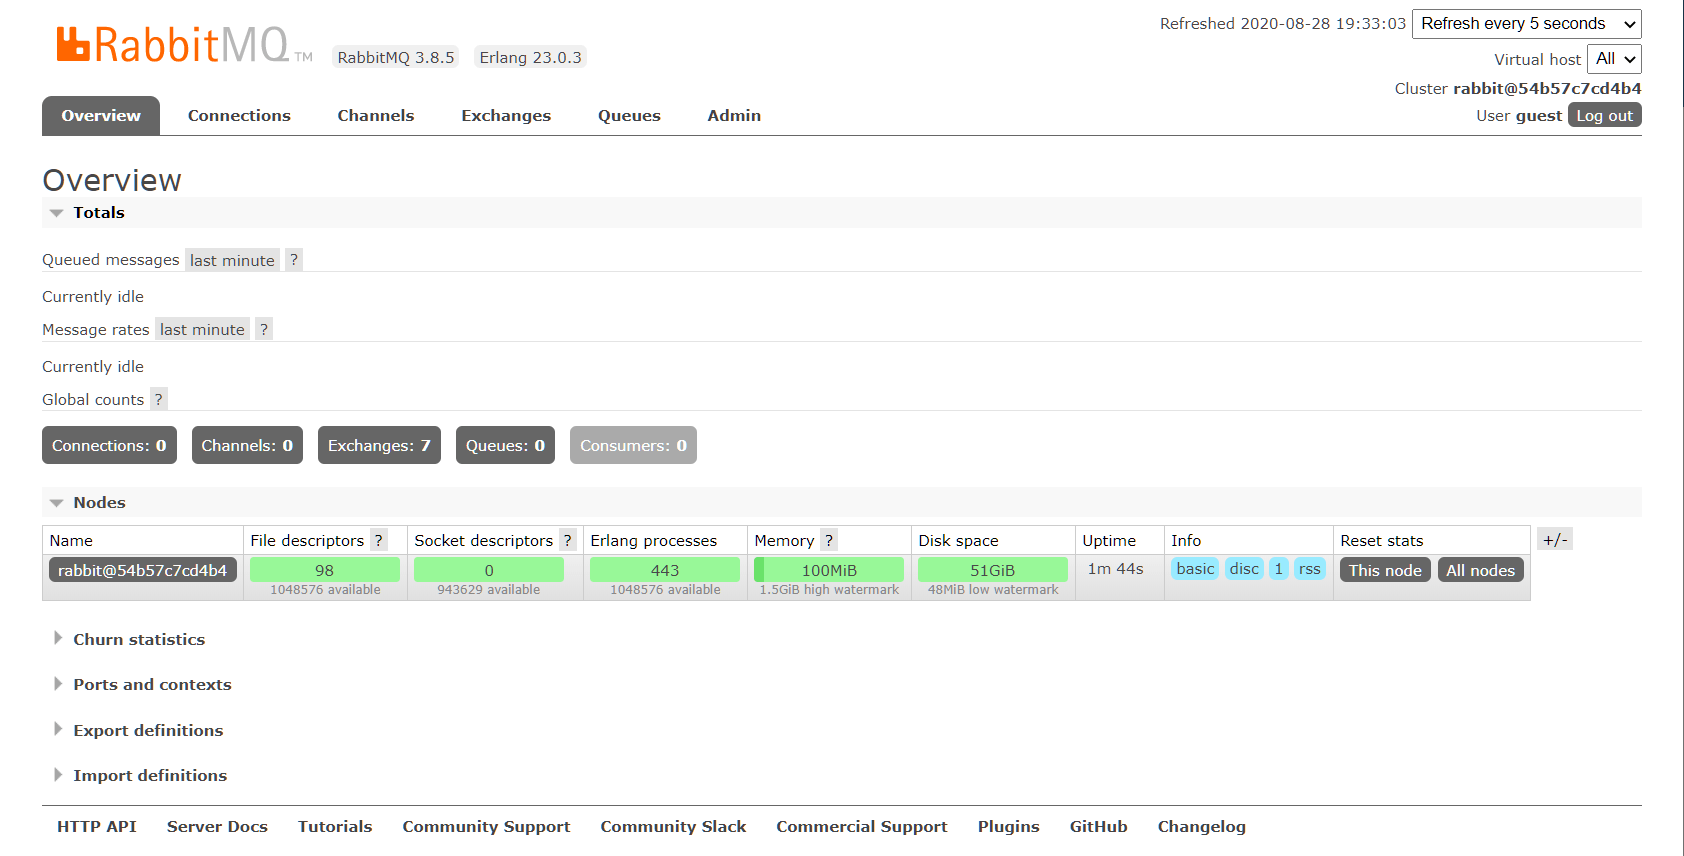 RabbitMQ TM RabbitMQ 3.8.5 Erlang 23.0.3
Refreshed 2020-08-28 19:33:03 Refresh every 5 seconds
Virtual host All
Cluster rabbit@54b57c7cd4b4
User guest Log out
Overview Connections Channels Exchanges Queues Admin
Overview
Totals
Queued messages last minute ?
Currently idle
Message rates last minute ?
Currently idle
Global counts ?
Connections: 0 Channels: 0 Exchanges: 7 Queues: 0 Consumers: 0
Nodes
Name File descriptors ? Socket descriptors ? Erlang processes Memory ? Disk space Uptime Info Reset stats +/-
rabbit@54b57c7cd4b4 98 0 443 100MiB 51GiB 1m 44s basic disc 1 rss This node All nodes
1048576 available 943629 available 1048576 available 1.5GiB high watermark 48MiB low watermark
Churn statistics
Ports and contexts
Export definitions
Import definitions
HTTP API Server Docs Tutorials Community Support Community Slack Commercial Support Plugins GitHub Changelog